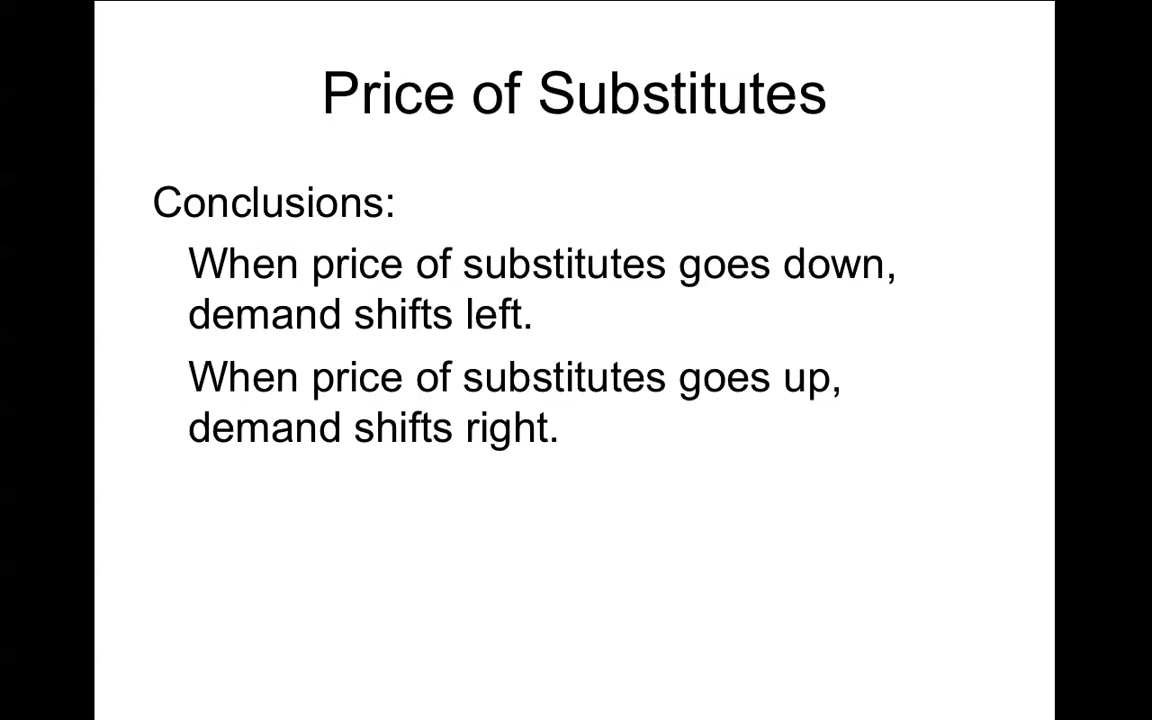 Price of Substitutes
Conclusions:
When price of substitutes goes down,
demand shifts left.
When price of substitutes goes up,
demand shifts right.